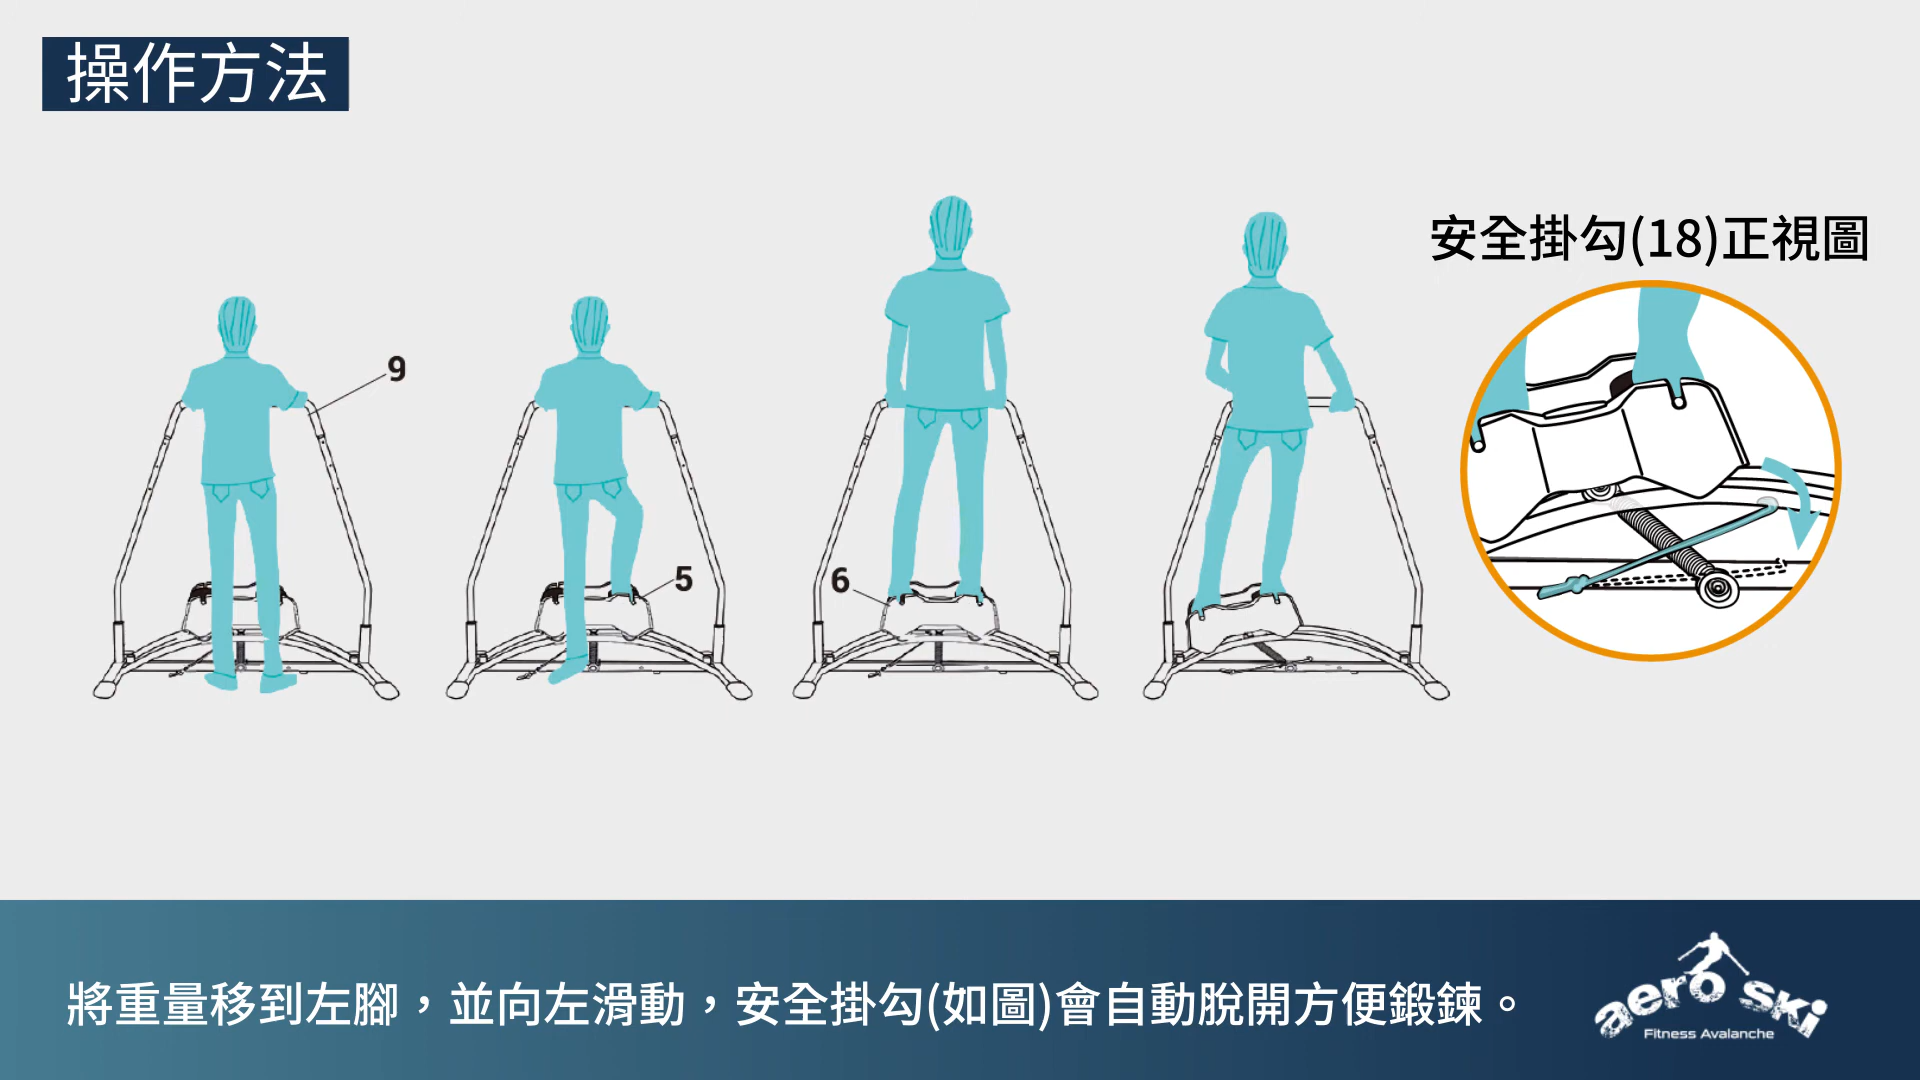 操作方法
安全掛勾(18)正視圖
9
5
6
將重量移到左腳，並向左滑動，安全掛勾(如圖)會自動脫開方便鍛鍊。
aero ski
Fitness Avalanche